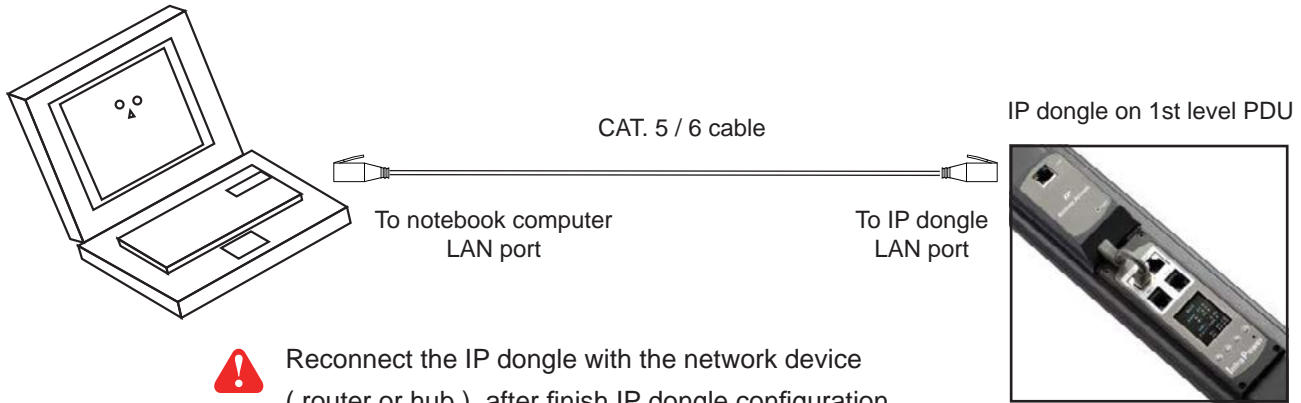 CAT. 5 / 6 cable
IP dongle on 1st level PDU
To notebook computer
LAN port
To IP dongle
LAN port
InfraPower
Reconnect the IP dongle with the network device
( router or hub ), after finish IP dongle configuration